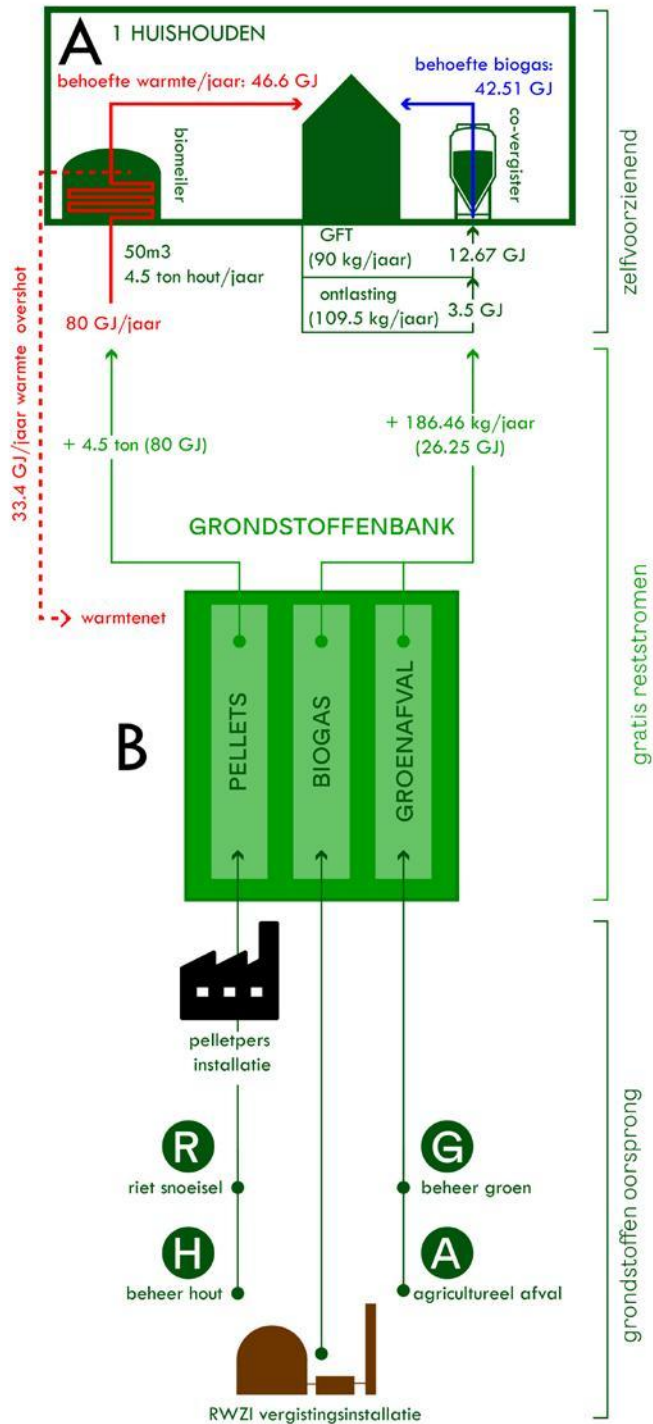 A
1 HUISHOUDEN
behoefte warmte/jaar: 46.6 GJ
behoefte biogas:
42.51 GJ
biomeiler
co-vergister
zelfvoorzienend
50m3
4.5 ton hout/jaar
GFT
(90 kg/jaar)
12.67 GJ
ontlasting
(109.5 kg/jaar)
3.5 GJ
80 GJ/jaar
33.4 GJ/jaar warmte overshot
+ 4.5 ton (80 GJ)
+ 186.46 kg/jaar
(26.25 GJ)
GRONDSTOFFENBANK
warmtenet
B
PELLETS
BIOGAS
GROENAFVAL
gratis reststromen
pelletpers
installatie
R
riet snoeisel
G
beheer groen
H
beheer hout
A
agricultureel afval
grondstoffen oorsprong
RWZI vergistingsinstallatie